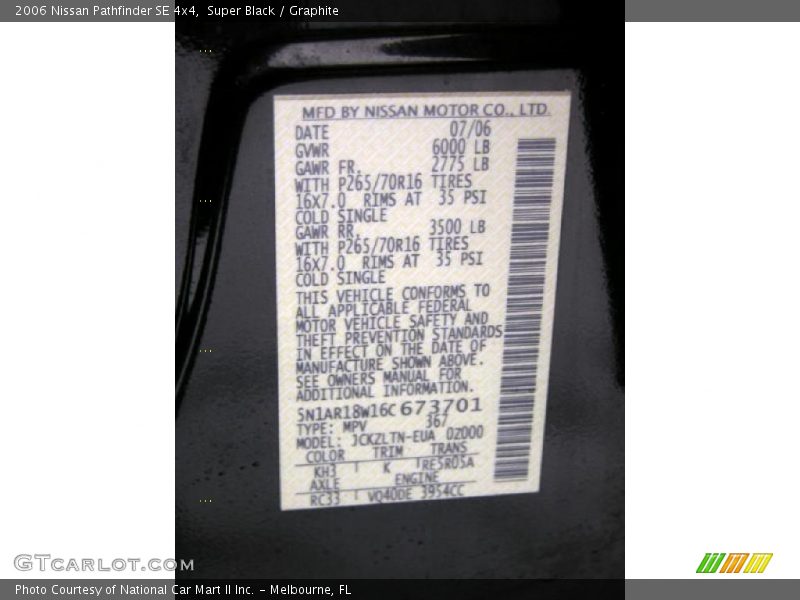 2006 Nissan Pathfinder SE 4x4,  Super Black / Graphite
MFD BY NISSAN MOTOR CO., LTD.
DATE 07/06
GVWR 6000 LB
GAWR FR. 2775 LB
WITH P265/70R16 TIRES
16X7.0 RIMS AT 35 PSI
COLD SINGLE
GAWR RR. 3500 LB
WITH P265/70R16 TIRES
16X7.0 RIMS AT 35 PSI
COLD SINGLE
THIS VEHICLE CONFORMS TO
ALL APPLICABLE FEDERAL
MOTOR VEHICLE SAFETY AND
THEFT PREVENTION STANDARDS
IN EFFECT ON THE DATE OF
MANUFACTURE SHOWN ABOVE.
SEE OWNERS MANUAL FOR
ADDITIONAL INFORMATION.
5N1AR18W16C673701
TYPE: MPV 367
MODEL: JCKZLTN-EUA 02000
COLOR TRIM TRANS
KH3 K RE5R05A
AXLE ENGINE
RC33 VQ40DE 3954CC
GTcarlot.com
Photo Courtesy of National Car Mart II Inc. - Melbourne, FL